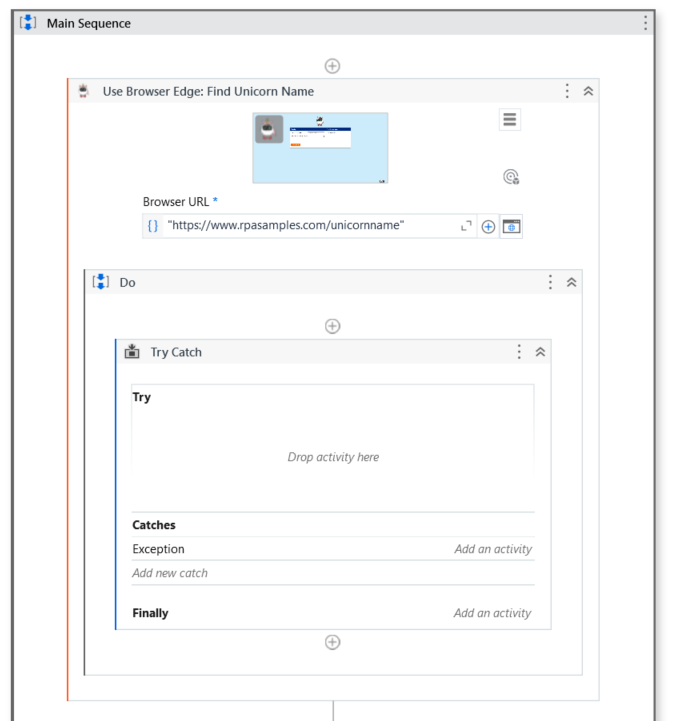 Main Sequence
Use Browser Edge: Find Unicorn Name
Browser URL *
{} "https://www.rpasamples.com/unicornname"
Do
Try Catch
Try
Drop activity here
Catches
Exception Add an activity
Add new catch
Finally Add an activity